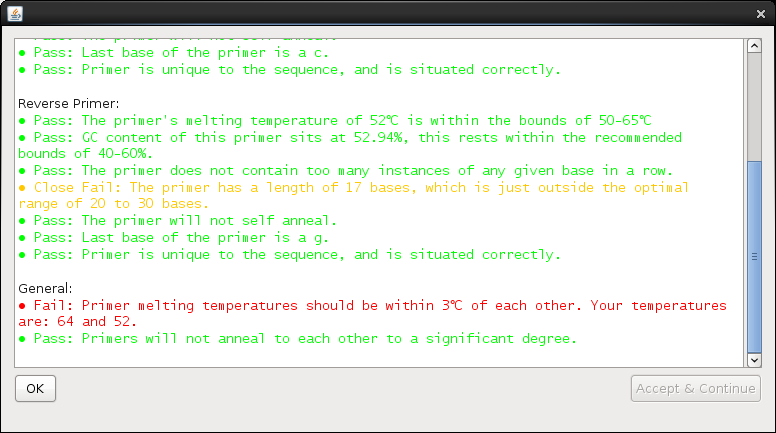 ● Pass: The primer will not self anneal.
● Pass: Last base of the primer is a c.
● Pass: Primer is unique to the sequence, and is situated correctly.
Reverse Primer:
● Pass: The primer's melting temperature of 52℃ is within the bounds of 50-65℃
● Pass: GC content of this primer sits at 52.94%, this rests within the recommended
bounds of 40-60%.
● Pass: The primer does not contain too many instances of any given base in a row.
● Close Fail: The primer has a length of 17 bases, which is just outside the optimal
range of 20 to 30 bases.
● Pass: The primer will not self anneal.
● Pass: Last base of the primer is a g.
● Pass: Primer is unique to the sequence, and is situated correctly.
General:
● Fail: Primer melting temperatures should be within 3℃ of each other. Your temperatures
are: 64 and 52.
● Pass: Primers will not anneal to each other to a significant degree.
OK
Accept & Continue